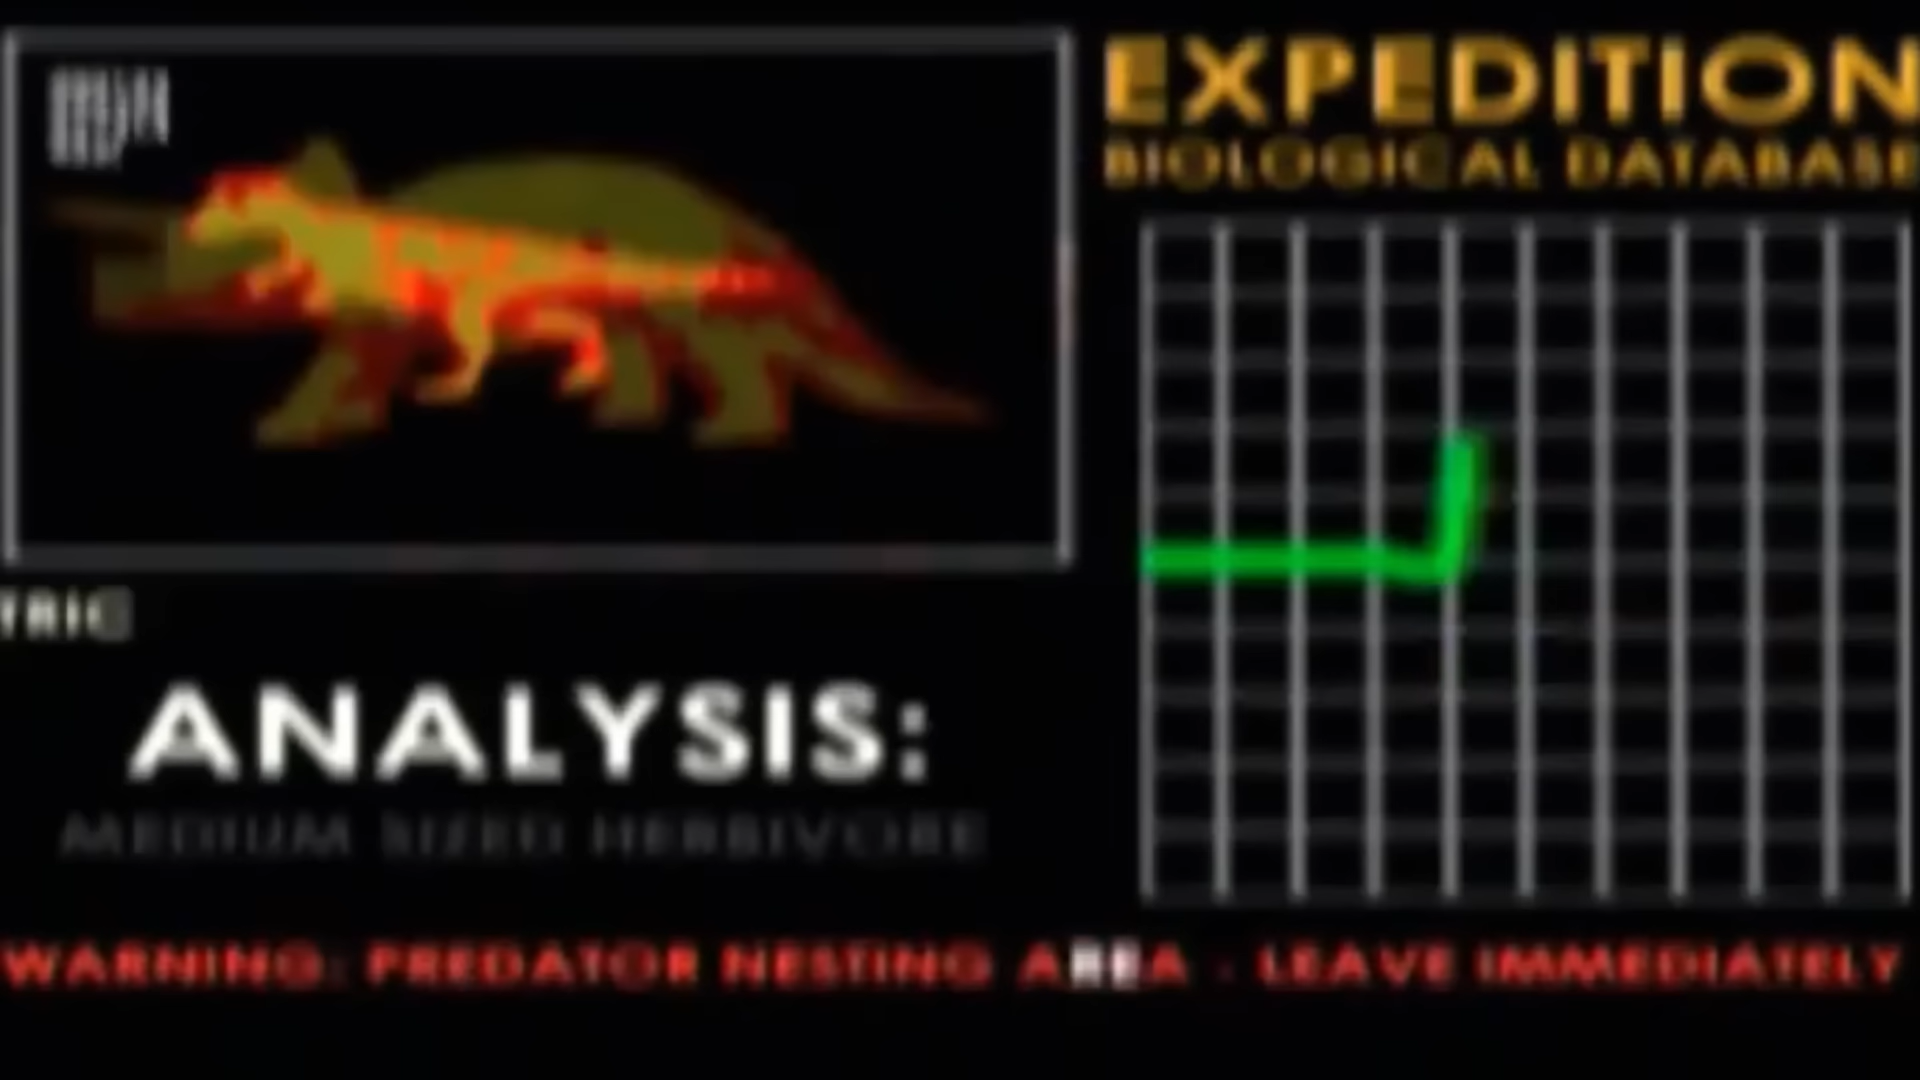 EXPEDITION
BIOLOGICAL DATABASE
TRIC
ANALYSIS:
MEDIUM SIZED HERBIVORE
WARNING: PREDATOR NESTING AREA - LEAVE IMMEDIATELY